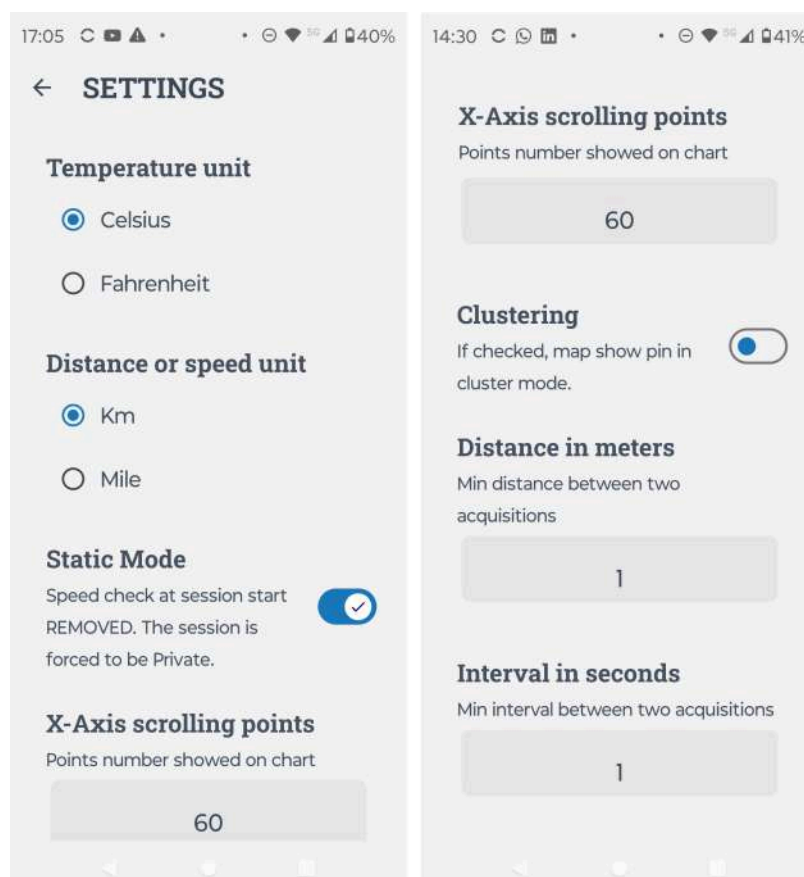 17:05
5G
40%
SETTINGS
Temperature unit
Celsius
Fahrenheit
Distance or speed unit
Km
Mile
Static Mode
Speed check at session start
REMOVED. The session is
forced to be Private.
X-Axis scrolling points
Points number showed on chart
60
14:30
in
5G
41%
X-Axis scrolling points
Points number showed on chart
60
Clustering
If checked, map show pin in
cluster mode.
Distance in meters
Min distance between two
acquisitions
1
Interval in seconds
Min interval between two acquisitions
1